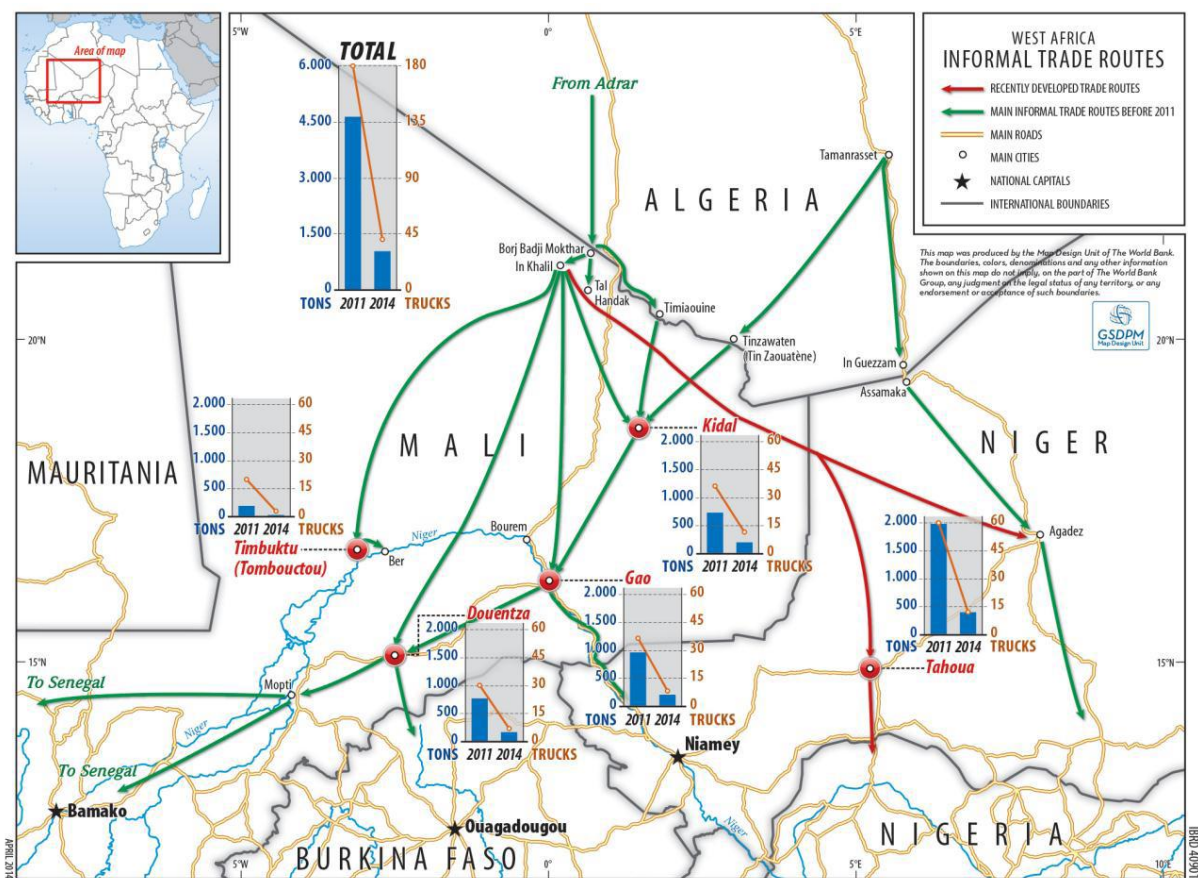 Area of map
5°W
0°
5°E
WEST AFRICA
INFORMAL TRADE ROUTES
RECENTLY DEVELOPED TRADE ROUTES
MAIN INFORMAL TRADE ROUTES BEFORE 2011
MAIN ROADS
MAIN CITIES
NATIONAL CAPITALS
INTERNATIONAL BOUNDARIES
This map was produced by the Map Design Unit of The World Bank.
The boundaries, colors, denominations and any other information
shown on this map do not imply, on the part of The World Bank
Group, any judgment on the legal status of any territory, or any
endorsement or acceptance of such boundaries.
GSDPM
Map Design Unit
TOTAL
6.000 180
4.500 135
3.000 90
1.500 45
0 0
TONS 2011 2014 TRUCKS
From Adrar
Tamanrasset
ALGERIA
Borj Badji Mokthar
In Khalil
Tal
Handak
Timiaouine
Tinzawaten
(Tin Zaouatène)
In Guezzam
Assamaka
20°N
20°N
MAURITANIA
MALI
NIGER
2.000 60
1.500 45
1.000 30
500 15
0 0
TONS 2011 2014 TRUCKS
Timbuktu
(Tombouctou)
Ber
Niger
Bourem
Kidal
2.000 60
1.500 45
1.000 30
500 15
0 0
TONS 2011 2014 TRUCKS
Agadez
2.000 60
1.500 45
1.000 30
500 15
0 0
TONS 2011 2014 TRUCKS
Tahoua
Gao
2.000 60
1.500 45
1.000 30
500 15
0 0
TONS 2011 2014 TRUCKS
Douentza
2.000 60
1.500 45
1.000 30
500 15
0 0
TONS 2011 2014 TRUCKS
15°N
15°N
To Senegal
Mopti
Niger
To Senegal
Bamako
Niamey
Ouagadougou
Niger
BURKINA FASO
NIGERIA
5°W
0°
5°E
10°E
APRIL 2014
IBRD 40901